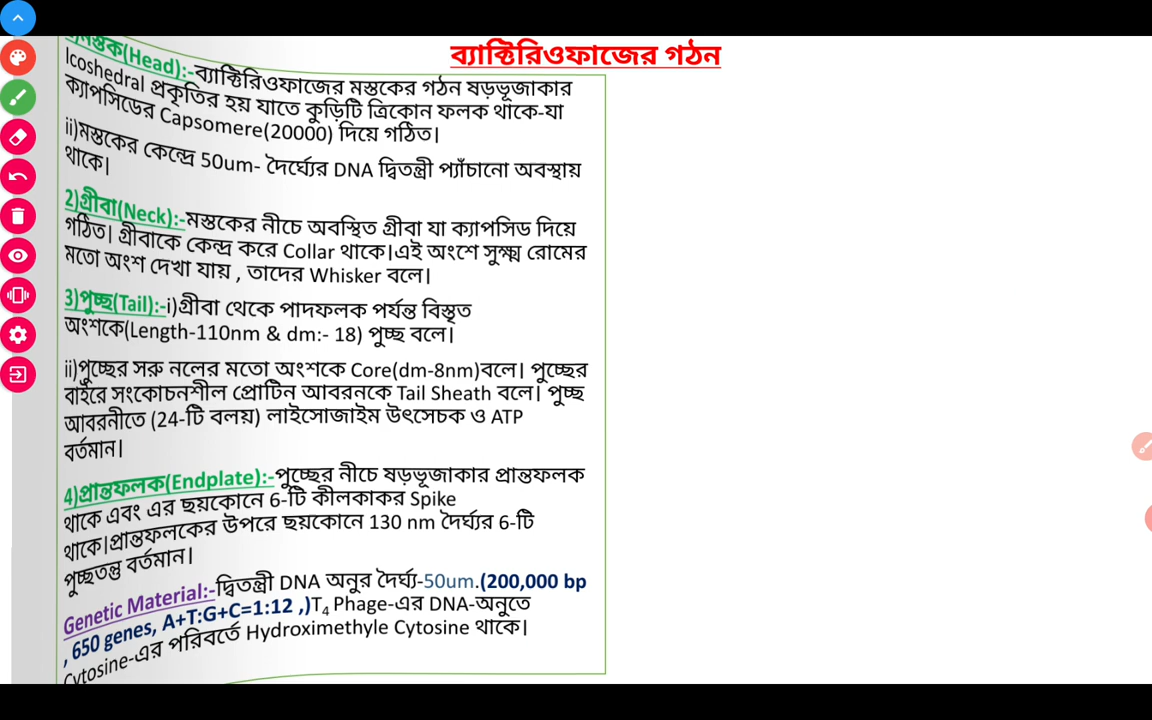 ব্যাক্টিরিওফাজের গঠন
মস্তক(Head):-ব্যাক্টিরিওফাজের মস্তকের গঠন ষড়ভূজাকার
Icoshedral প্রকৃতির হয় যাতে কুড়িটি ত্রিকোন ফলক থাকে-যা
ক্যাপসিডের Capsomere(20000) দিয়ে গঠিত।
ii)মস্তকের কেন্দ্রে 50um- দৈর্ঘ্যের DNA দ্বিতন্ত্রী প্যাঁচানো অবস্থায়
থাকে।
2)গ্রীবা(Neck):-মস্তকের নীচে অবস্থিত গ্রীবা যা ক্যাপসিড দিয়ে
গঠিত। গ্রীবাকে কেন্দ্র করে Collar থাকে।এই অংশে সুক্ষ্ম রোমের
মতো অংশ দেখা যায় , তাদের Whisker বলে।
3)পুচ্ছ(Tail):-i)গ্রীবা থেকে পাদফলক পর্যন্ত বিস্তৃত
অংশকে(Length-110nm & dm:- 18) পুচ্ছ বলে।
ii)পুচ্ছের সরু নলের মতো অংশকে Core(dm-8nm)বলে। পুচ্ছের
বাইরে সংকোচনশীল প্রোটিন আবরনকে Tail Sheath বলে। পুচ্ছ
আবরনীতে (24-টি বলয়) লাইসোজাইম উৎসেচক ও ATP
বর্তমান।
4)প্রান্তফলক(Endplate):-পুচ্ছের নীচে ষড়ভূজাকার প্রান্তফলক
থাকে এবং এর ছয়কোনে 6-টি কীলকাকর Spike
থাকে।প্রান্তফলকের উপরে ছয়কোনে 130 nm দৈর্ঘ্যর 6-টি
পুচ্ছতন্তু বর্তমান।
Genetic Material:-দ্বিতন্ত্রী DNA অনুর দৈর্ঘ্য-50um.(200,000 bp
, 650 genes, A+T:G+C=1:12 ,)T4 Phage-এর DNA-অনুতে
Cytosine-এর পরিবর্তে Hydroximethyle Cytosine থাকে।